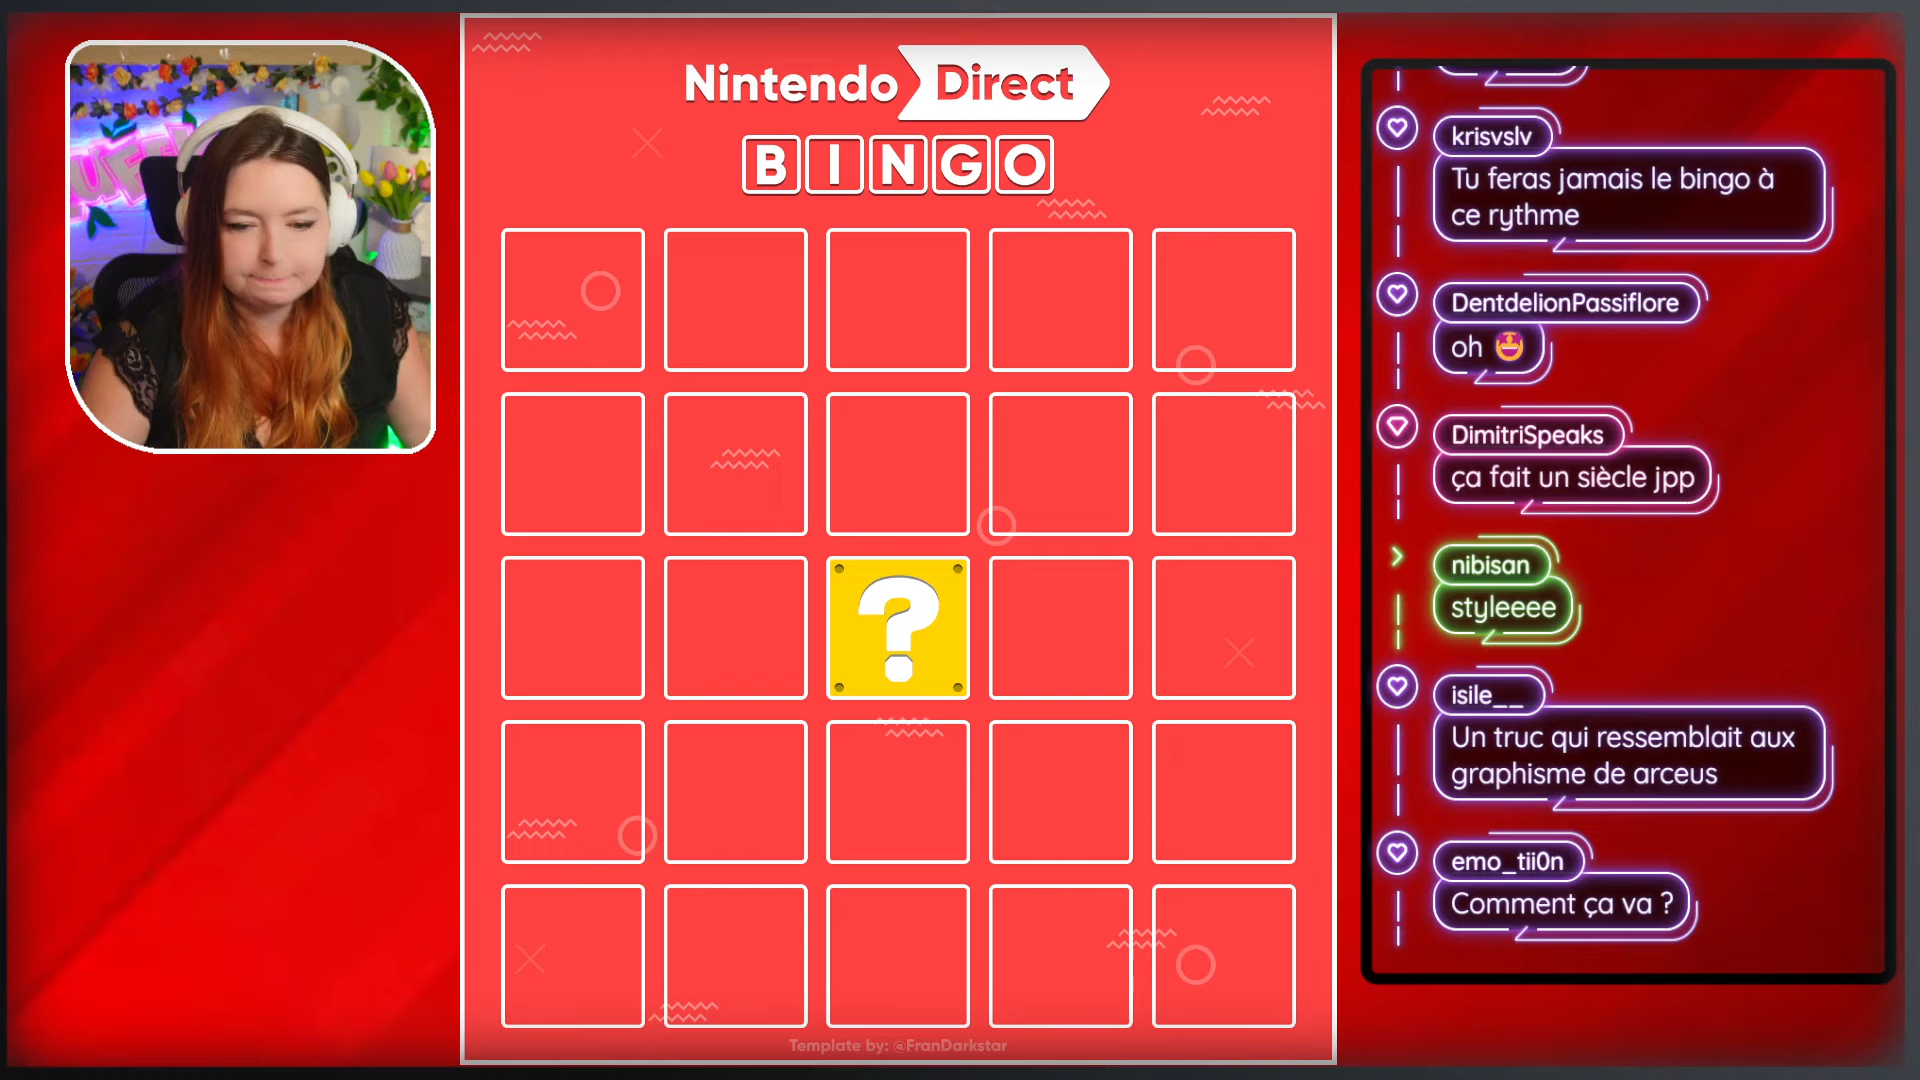 Nintendo Direct
BINGO
?
Template by: @FranDarkstar
krisvslv
Tu feras jamais le bingo à
ce rythme
DentdelionPassiflore
oh 🤩
DimitriSpeaks
ça fait un siècle jpp
nibisan
styleeee
isile__
Un truc qui ressemblait aux
graphisme de arceus
emo_tii0n
Comment ça va ?